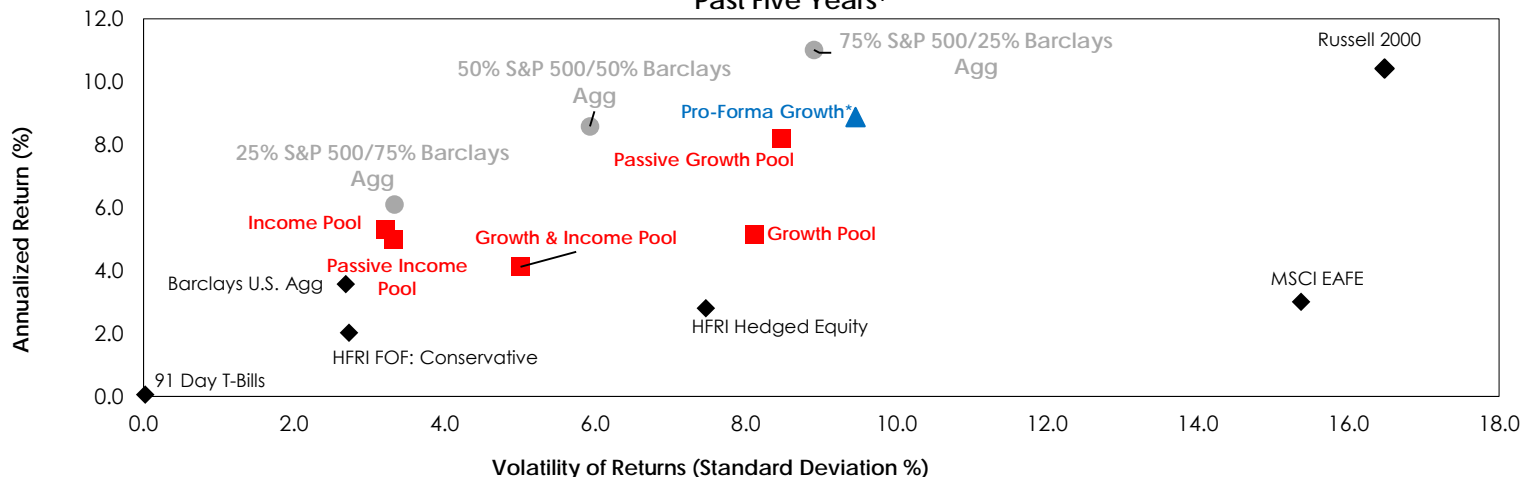 Past Five Years*
12.0
10.0
8.0
6.0
4.0
2.0
0.0
Annualized Return (%)
75% S&P 500/25% Barclays
Agg
Russell 2000
50% S&P 500/50% Barclays
Agg
Pro-Forma Growth*
Passive Growth Pool
25% S&P 500/75% Barclays
Agg
Income Pool
Growth & Income Pool
Growth Pool
Passive Income
Pool
Barclays U.S. Agg
MSCI EAFE
HFRI Hedged Equity
HFRI FOF: Conservative
91 Day T-Bills
0.0
2.0
4.0
6.0
8.0
10.0
12.0
14.0
16.0
18.0
Volatility of Returns (Standard Deviation %)